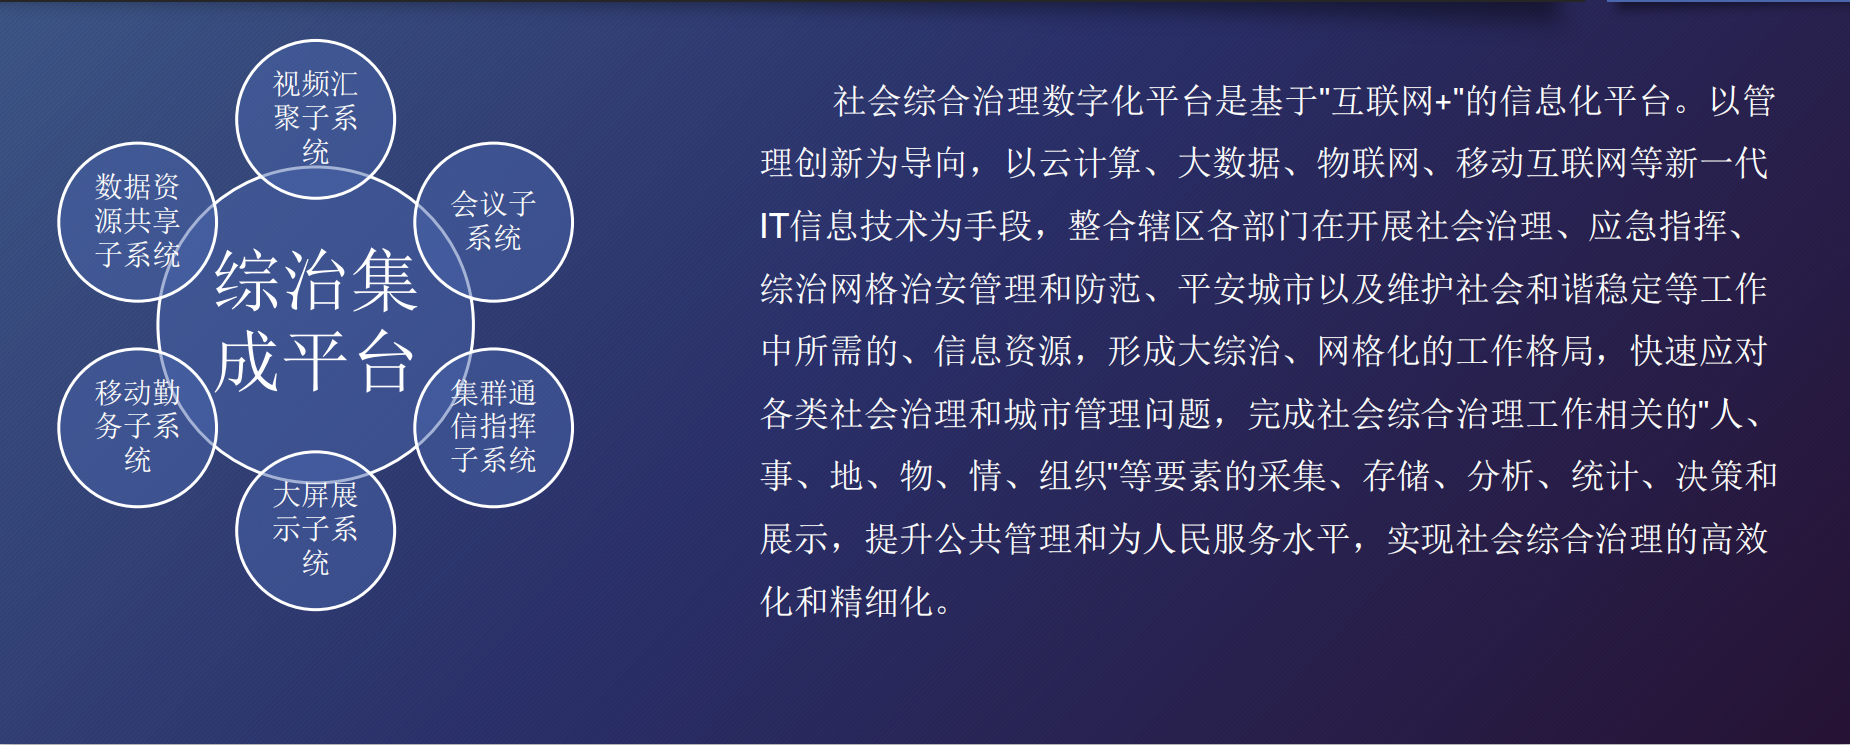 视频汇
聚子系
统
会议子
系统
集群通
信指挥
子系统
大屏展
示子系
统
移动勤
务子系
统
数据资
源共享
子系统
综治集
成平台
社会综合治理数字化平台是基于"互联网+"的信息化平台。以管
理创新为导向，以云计算、大数据、物联网、移动互联网等新一代
IT信息技术为手段，整合辖区各部门在开展社会治理、应急指挥、
综治网格治安管理和防范、平安城市以及维护社会和谐稳定等工作
中所需的、信息资源，形成大综治、网格化的工作格局，快速应对
各类社会治理和城市管理问题，完成社会综合治理工作相关的"人、
事、地、物、情、组织"等要素的采集、存储、分析、统计、决策和
展示，提升公共管理和为人民服务水平，实现社会综合治理的高效
化和精细化。